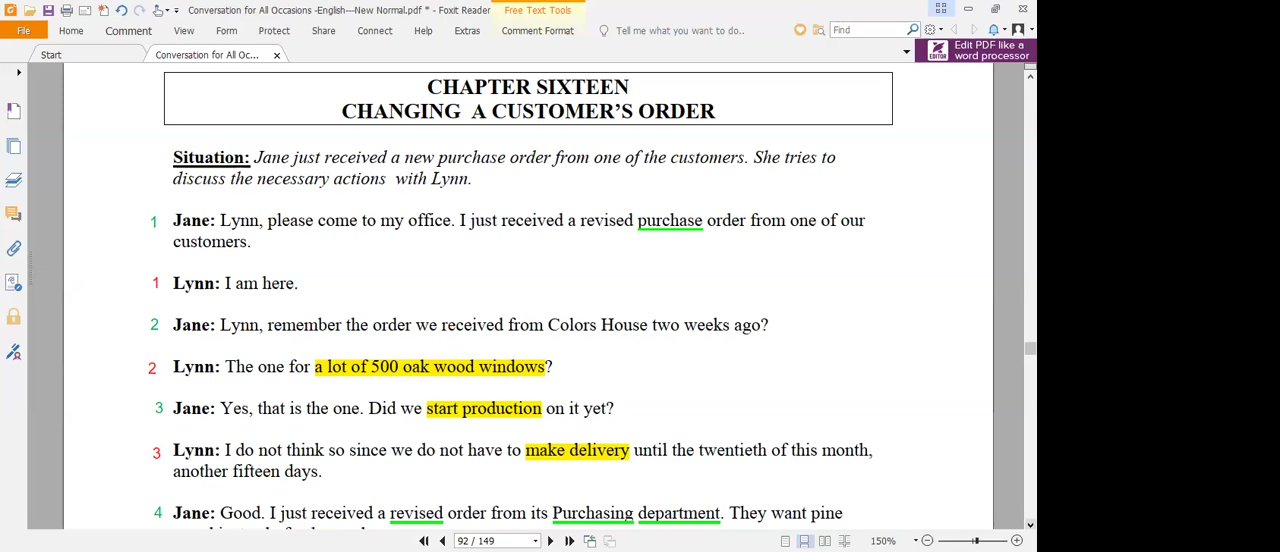 Conversation for All Occasions -English---New Normal.pdf * - Foxit Reader
Free Text Tools
File Home Comment View Form Protect Share Connect Help Extras Comment Format Tell me what you want to do.. Find
Start Conversation for All Oc... Edit PDF like a
EDITOR word processor
CHAPTER SIXTEEN
CHANGING A CUSTOMER'S ORDER
Situation: Jane just received a new purchase order from one of the customers. She tries to
discuss the necessary actions with Lynn.
1 Jane: Lynn, please come to my office. I just received a revised purchase order from one of our
customers.
1 Lynn: I am here.
2 Jane: Lynn, remember the order we received from Colors House two weeks ago?
2 Lynn: The one for a lot of 500 oak wood windows?
3 Jane: Yes, that is the one. Did we start production on it yet?
3 Lynn: I do not think so since we do not have to make delivery until the twentieth of this month,
another fifteen days.
4 Jane: Good. I just received a revised order from its Purchasing department. They want pine
92 / 149 150%